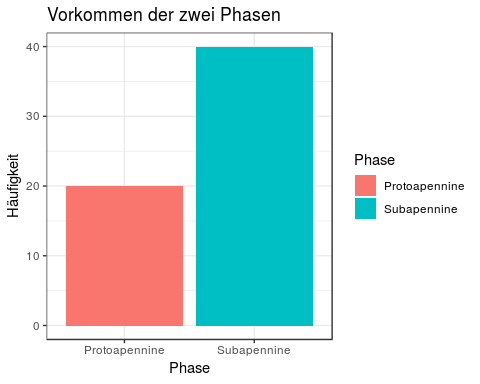 Vorkommen der zwei Phasen
40
30
20
10
0
Häufigkeit
Protoapennine
Subapennine
Phase
Phase
Protoapennine
Subapennine